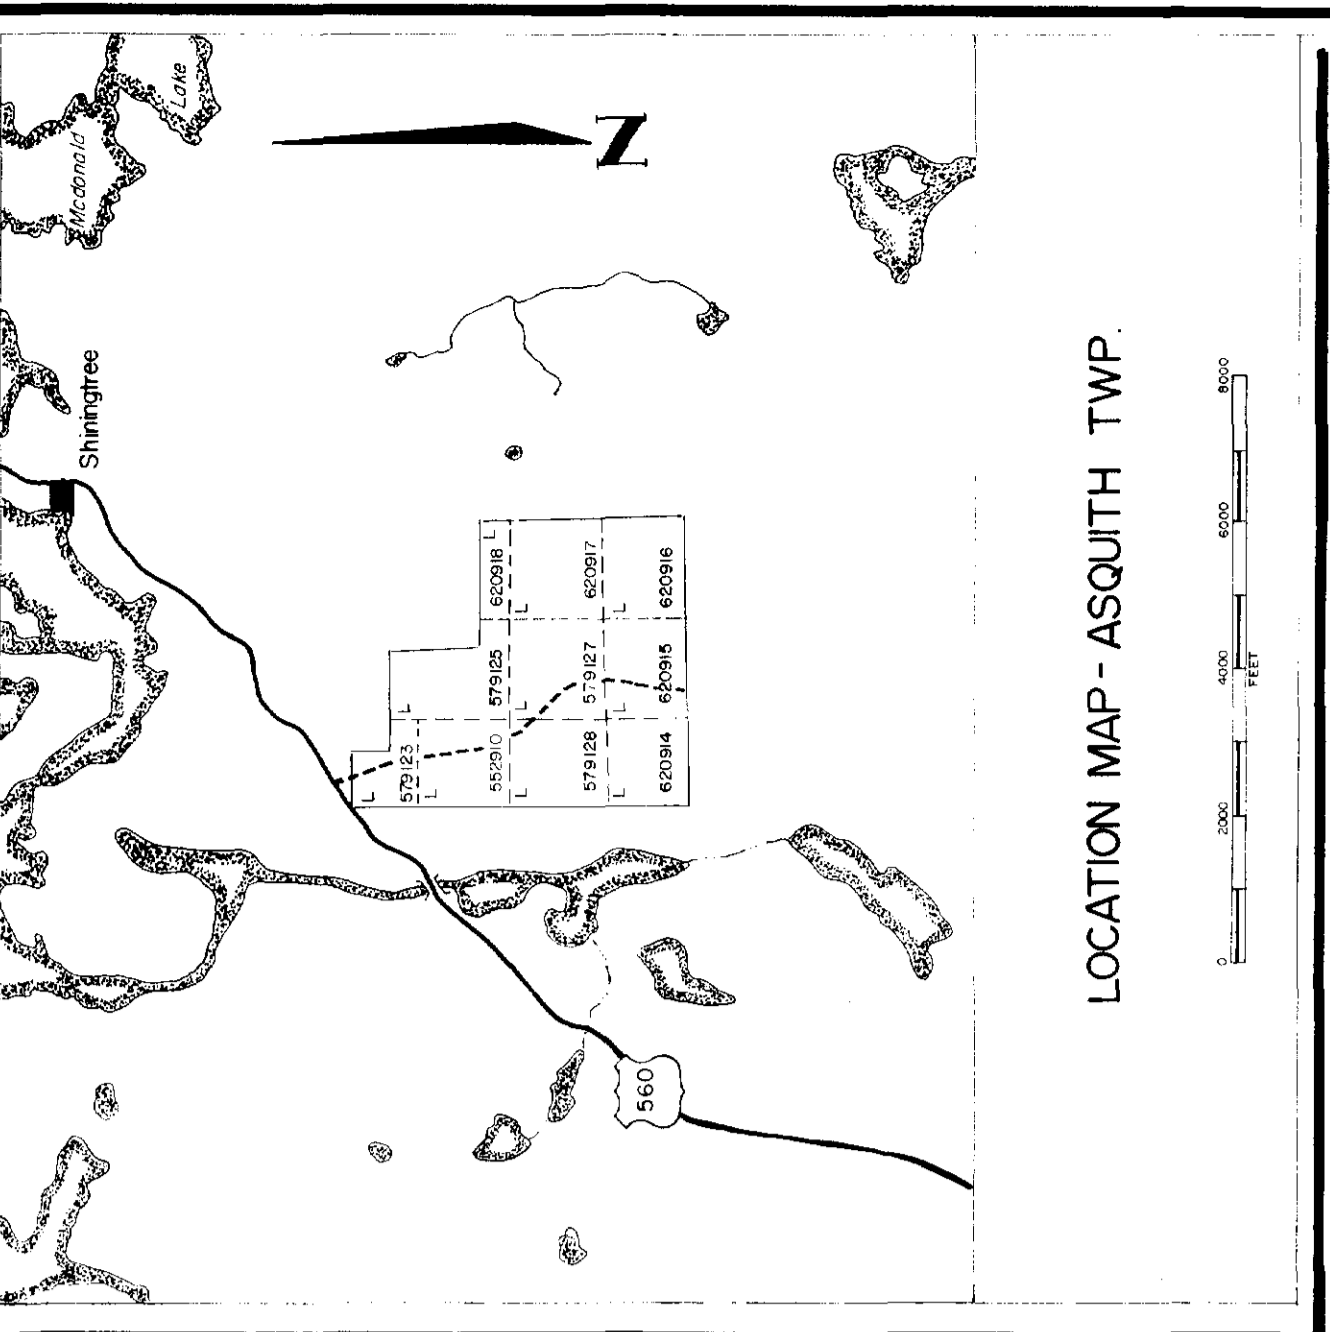 Mcdonald
Lake
Shiningtree
N
579123
552910
579125
620918
579128
579127
620917
620914
620915
620916
L
L
L
L
L
L
L
L
L
L
560
LOCATION MAP - ASQUITH TWP.
0 2000 4000 6000 8000
FEET